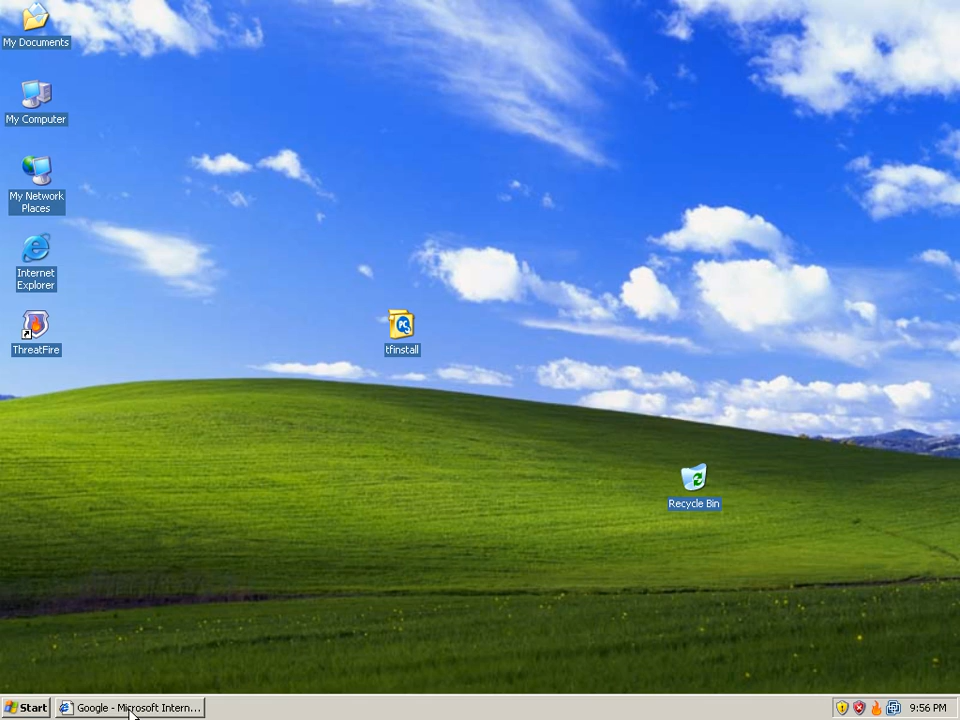 My Documents
My Computer
My Network
Places
Internet
Explorer
ThreatFire
tfinstall
Recycle Bin
Start
Google - Microsoft Intern...
9:56 PM